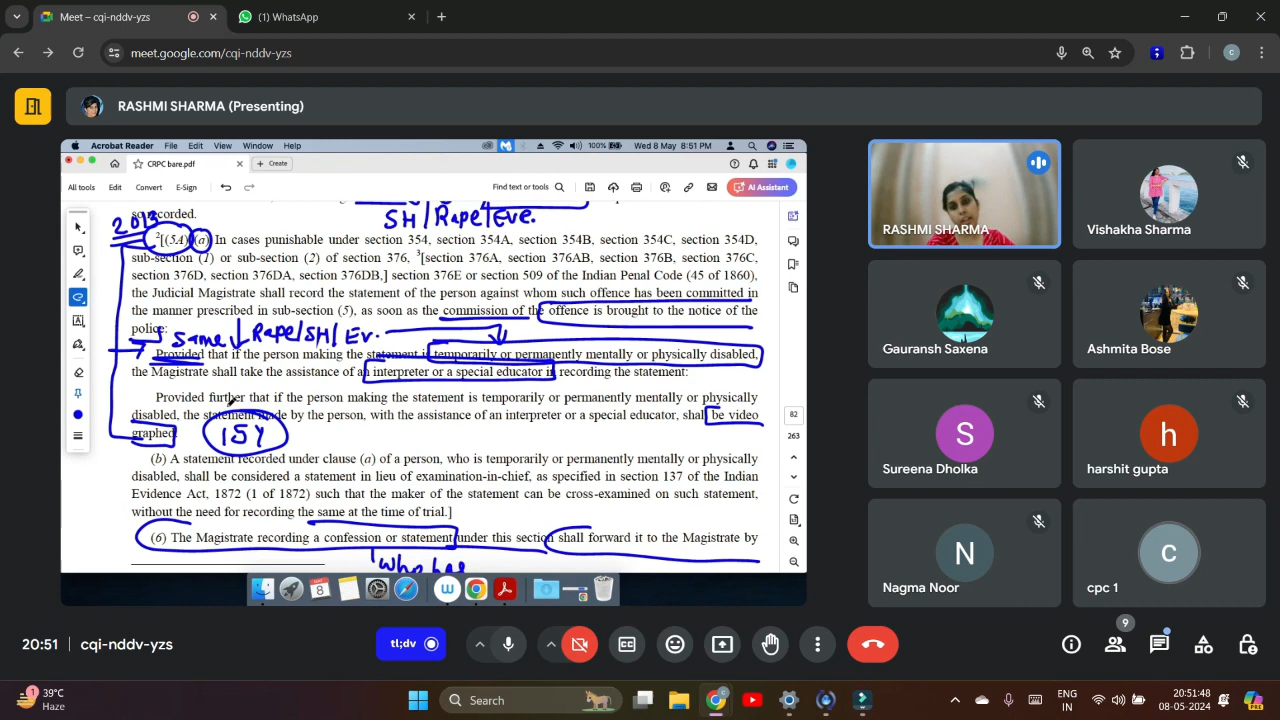 Meet – cqi-nddv-yzs
(1) WhatsApp
meet.google.com/cqi-nddv-yzs
RASHMI SHARMA (Presenting)
Acrobat Reader File Edit View Window Help 100% Wed 8 May 8:51 PM
CRPC bare.pdf
+ Create
All tools Edit Convert E-Sign Find text or tools AI Assistant
so recorded.
SH/Rape/Eve.
2013
2[(5A) (a) In cases punishable under section 354, section 354A, section 354B, section 354C, section 354D,
sub-section (1) or sub-section (2) of section 376, 3[section 376A, section 376AB, section 376B, section 376C,
section 376D, section 376DA, section 376DB,] section 376E or section 509 of the Indian Penal Code (45 of 1860),
the Judicial Magistrate shall record the statement of the person against whom such offence has been committed in
the manner prescribed in sub-section (5), as soon as the commission of the offence is brought to the notice of the
police:
Same Rape/SH/Ev.
Provided that if the person making the statement is temporarily or permanently mentally or physically disabled,
the Magistrate shall take the assistance of an interpreter or a special educator in recording the statement:
Provided further that if the person making the statement is temporarily or permanently mentally or physically
disabled, the statement made by the person, with the assistance of an interpreter or a special educator, shall be video
graphed.
(b) A statement recorded under clause (a) of a person, who is temporarily or permanently mentally or physically
disabled, shall be considered a statement in lieu of examination-in-chief, as specified in section 137 of the Indian
Evidence Act, 1872 (1 of 1872) such that the maker of the statement can be cross-examined on such statement,
without the need for recording the same at the time of trial.]
(6) The Magistrate recording a confession or statement under this section shall forward it to the Magistrate by
who has
82
263
RASHMI SHARMA
Vishakha Sharma
Gauransh Saxena
Ashmita Bose
S
Sureena Dholka
h
harshit gupta
N
Nagma Noor
c
cpc 1
20:51 | cqi-nddv-yzs
tl;dv
9
39°C
Haze
Search
ENG
IN
20:51:48
08-05-2024